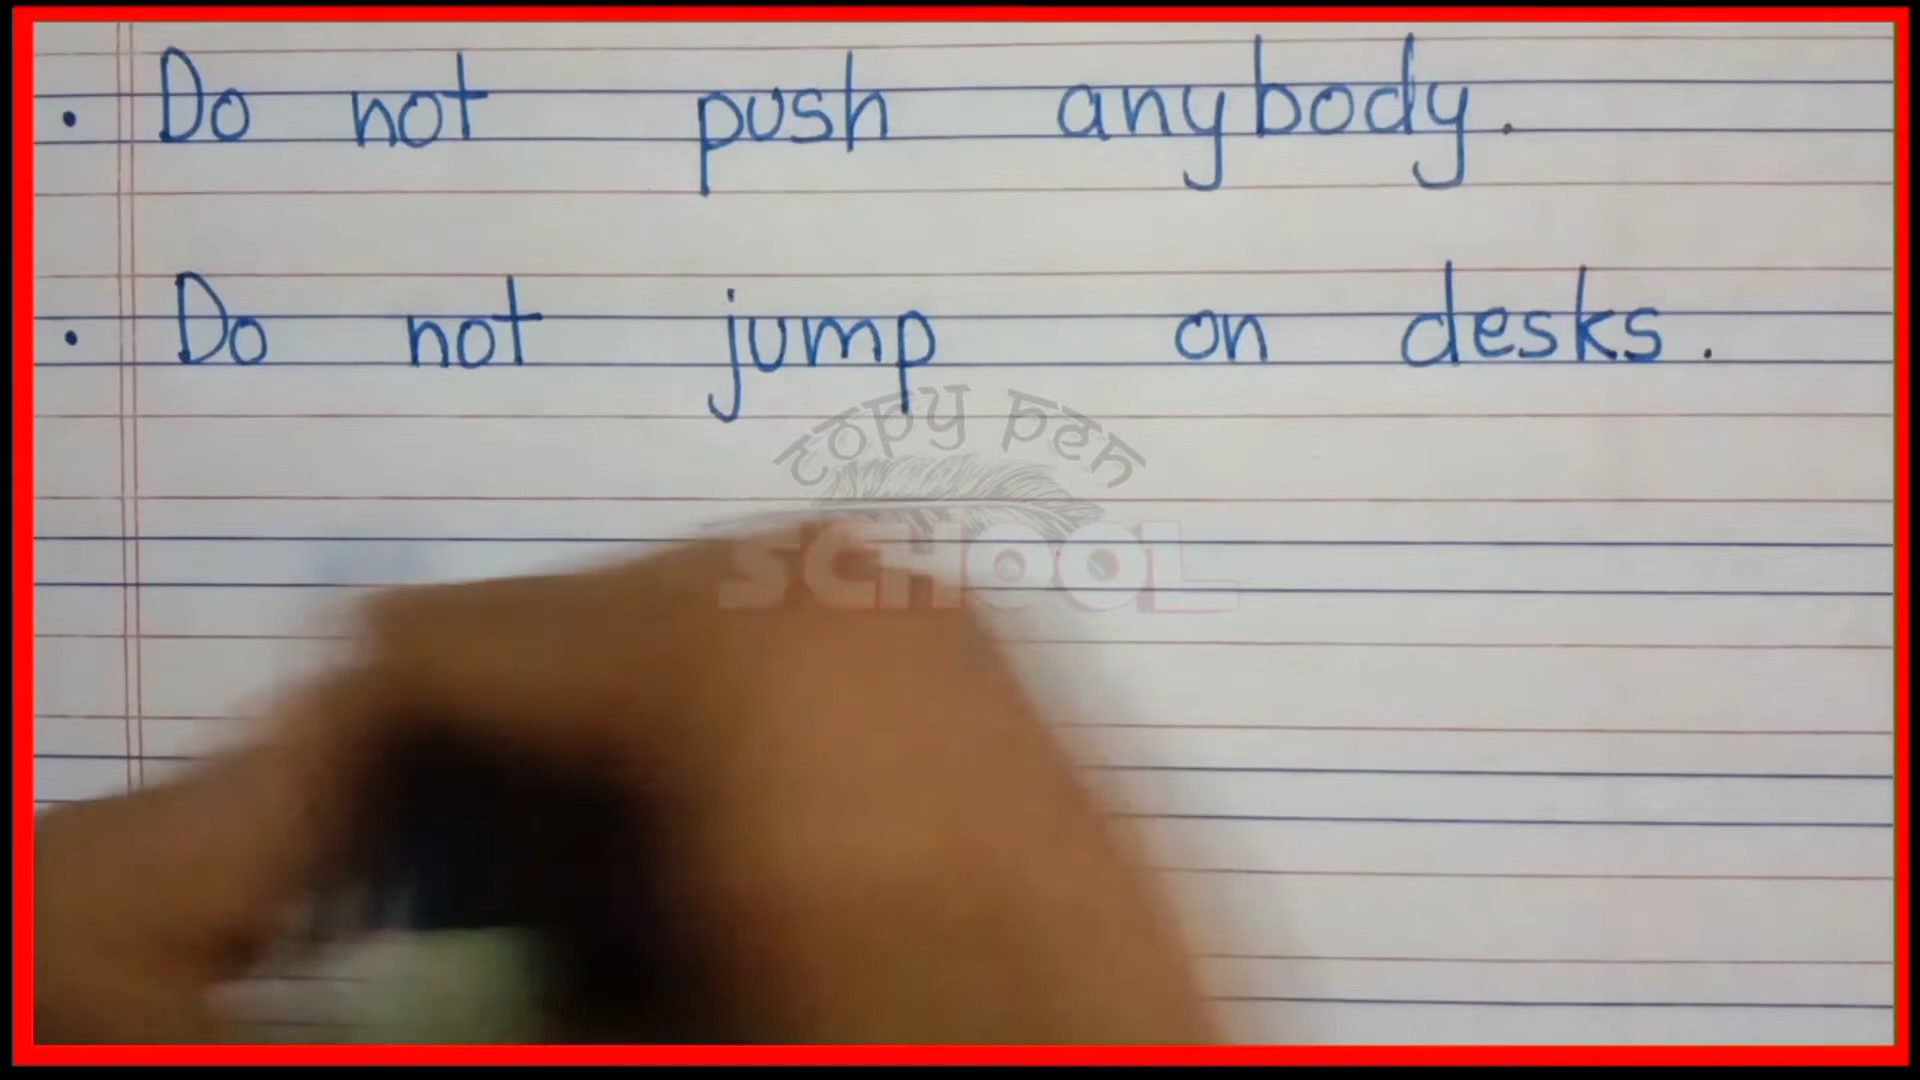 . Do not push anybody.
. Do not jump on desks.
copy pen
SCHOOL